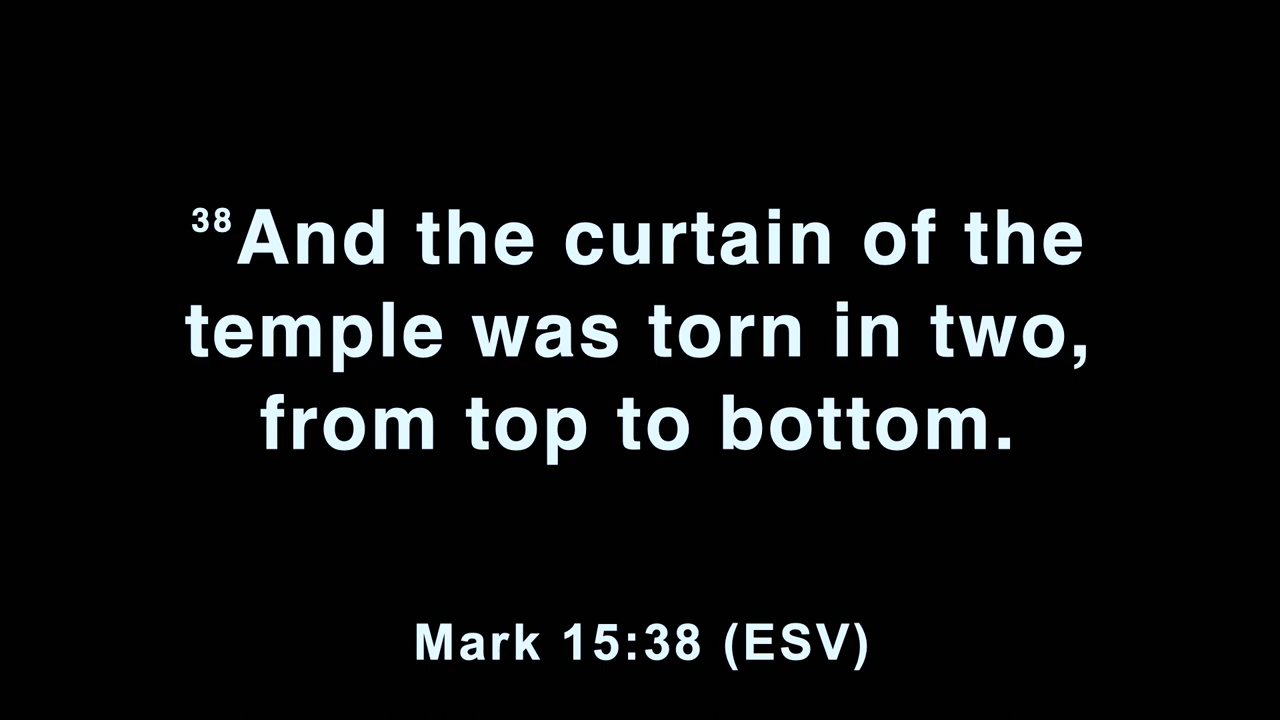 ³⁸And the curtain of the
temple was torn in two,
from top to bottom.
Mark 15:38 (ESV)